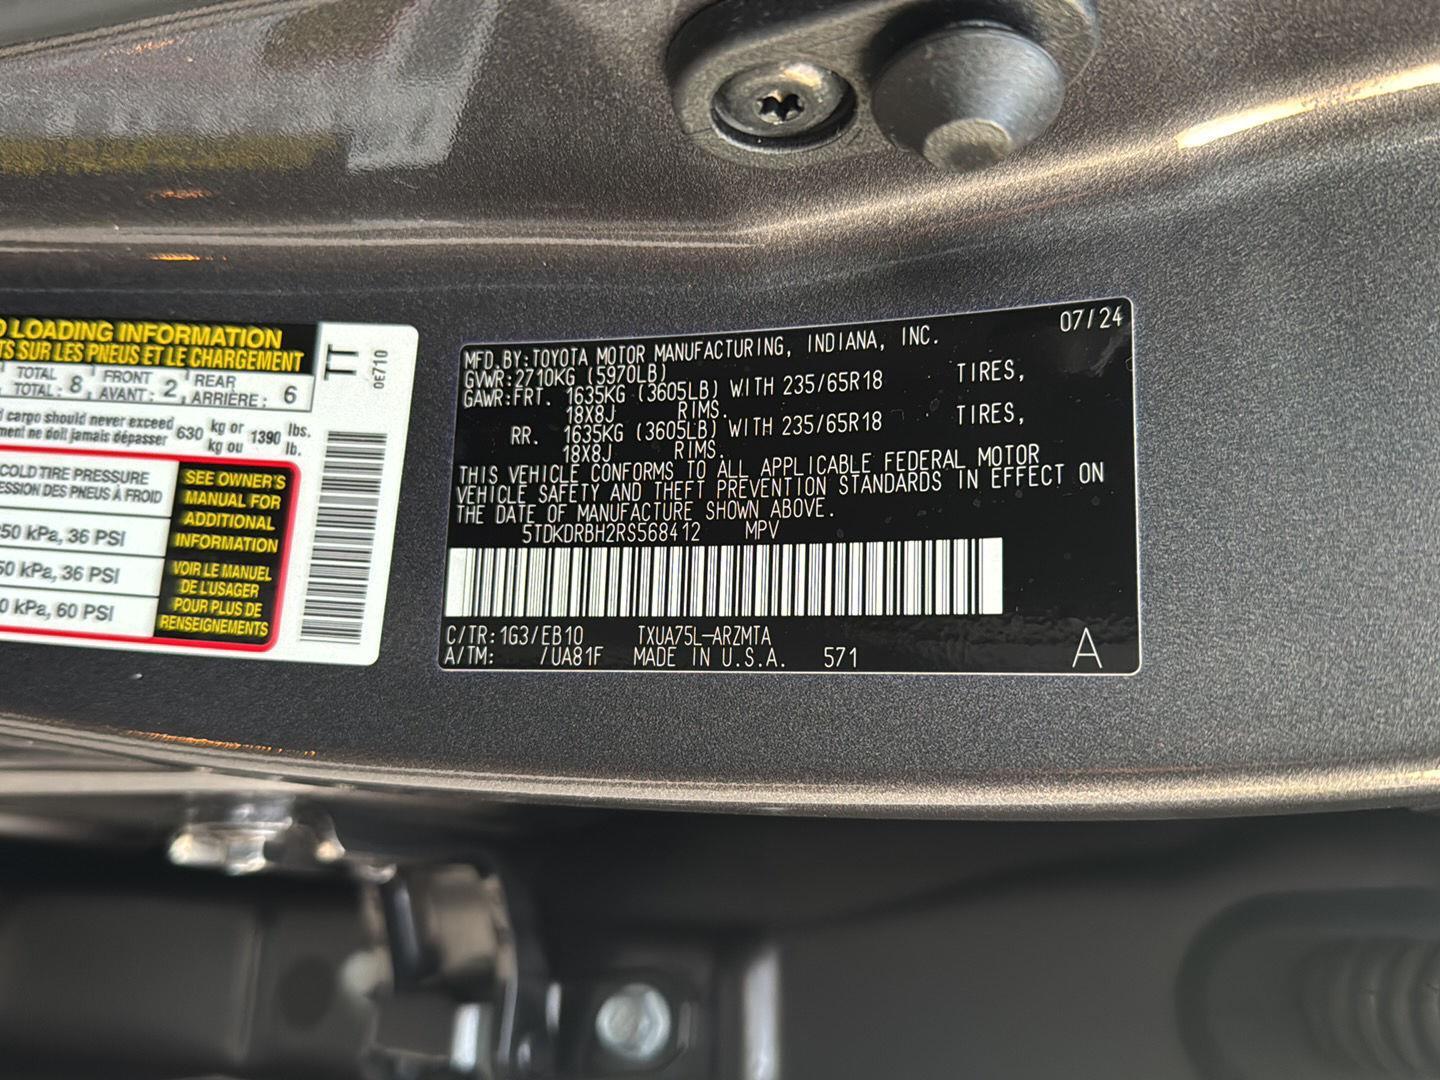 LOADING INFORMATION
SUR LES PNEUS ET LE CHARGEMENT
TOTAL TOTAL: 8, FRONT AVANT: 2, REAR ARRIÈRE: 6
cargo should never exceed 630 kg or 1390 lbs.
ne doit jamais dépasser kg ou lb.
COLD TIRE PRESSURE
DES PNEUS À FROID
kPa, 36 PSI
kPa, 36 PSI
kPa, 60 PSI
SEE OWNER'S
MANUAL FOR
ADDITIONAL
INFORMATION
VOIR LE MANUEL
DE L'USAGER
POUR PLUS DE
RENSEIGNEMENTS
TT
0E710
07/24
MFD.BY:TOYOTA MOTOR MANUFACTURING, INDIANA, INC.
GVWR:2710KG (5970LB)
GAWR:FRT. 1635KG (3605LB) WITH 235/65R18 TIRES,
18X8J RIMS.
RR. 1635KG (3605LB) WITH 235/65R18 TIRES,
18X8J RIMS.
THIS VEHICLE CONFORMS TO ALL APPLICABLE FEDERAL MOTOR
VEHICLE SAFETY AND THEFT PREVENTION STANDARDS IN EFFECT ON
THE DATE OF MANUFACTURE SHOWN ABOVE.
5TDKDRBH2RS568412 MPV
C/TR:1G3/EB10 TXUA75L-ARZMTA
A/TM: /UA81F MADE IN U.S.A. 571
A